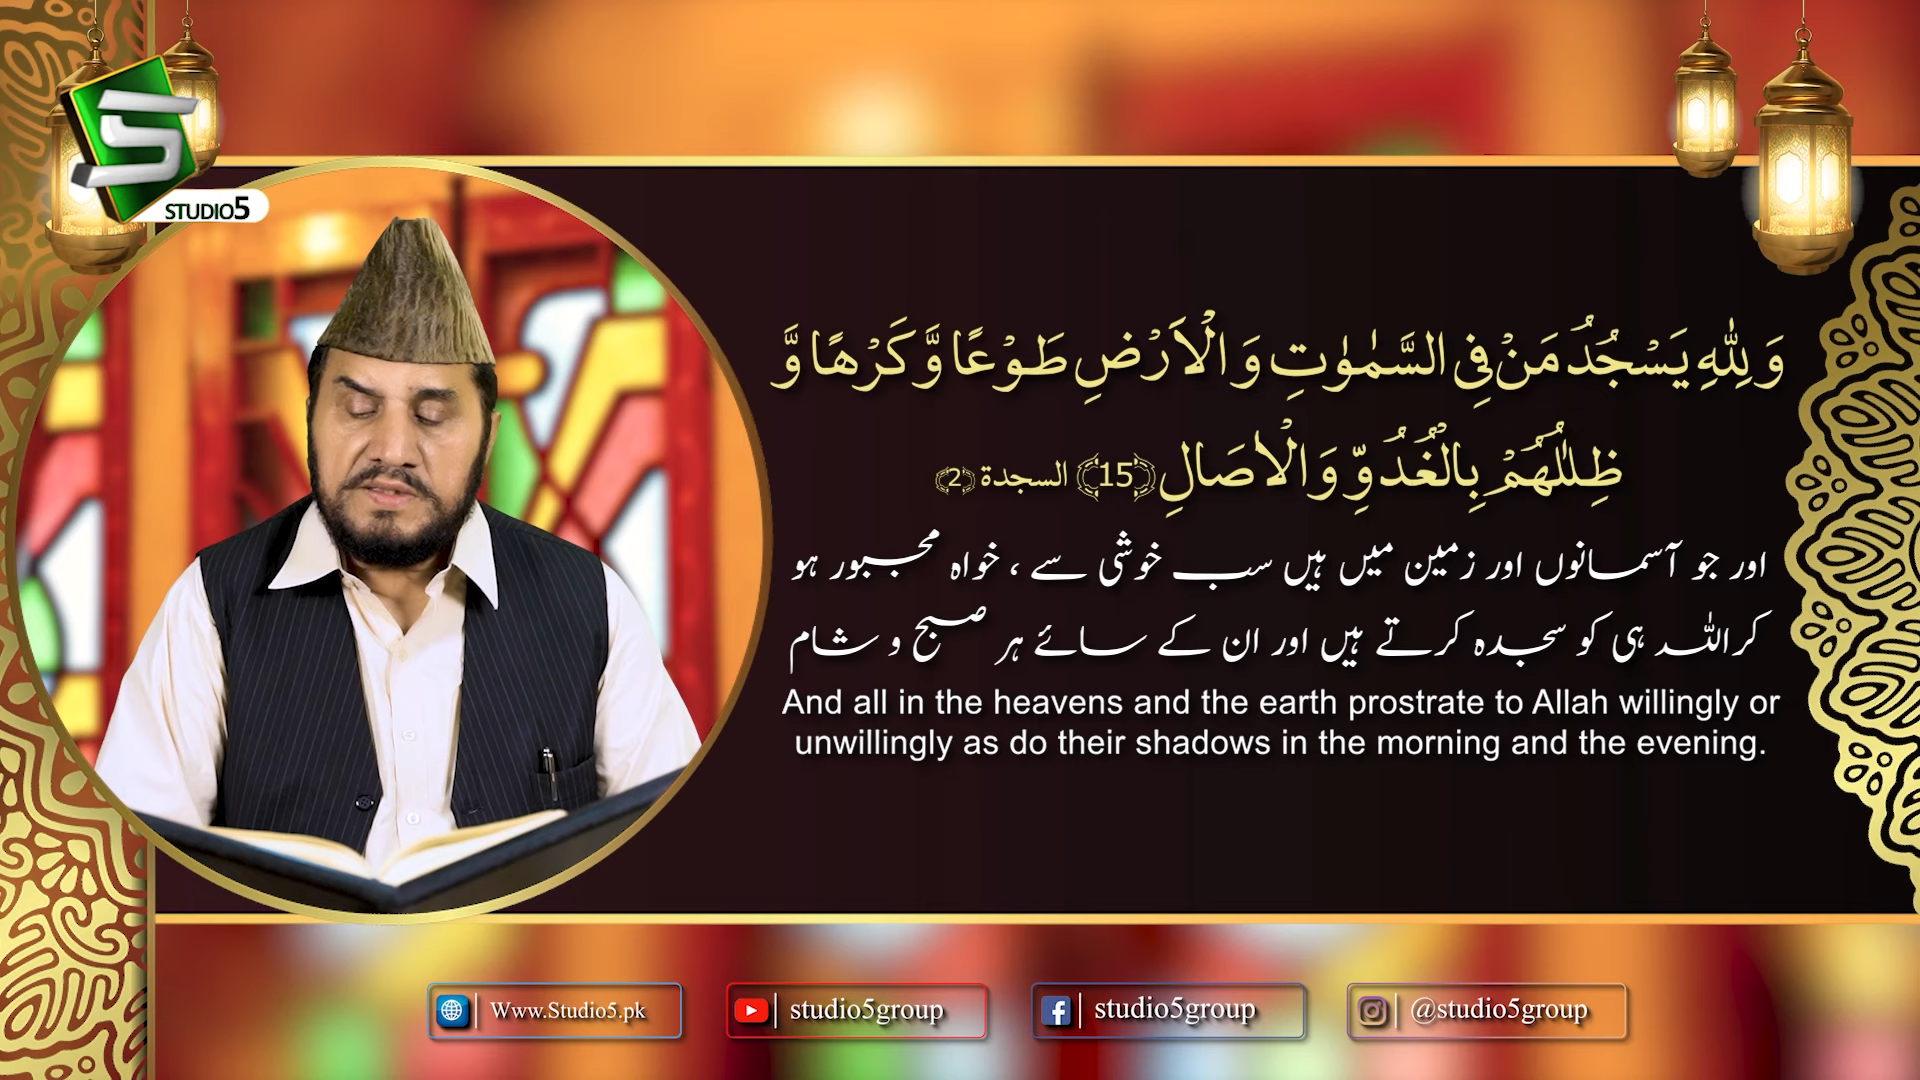 STUDIO5
وَ لِلّٰهِ یَسْجُدُ مَنْ فِی السَّمٰوٰتِ وَ الْاَرْضِ طَوْعًا وَّ كَرْهًا وَّ
ظِلٰلُهُمْ بِالْغُدُوِّ وَ الْاٰصَالِ ﴿15﴾ السجدة ﴿2﴾
اور جو آسمانوں اور زمین میں ہیں سب خوشی سے ، خواہ مجبور ہو
کر اللہ ہی کو سجدہ کرتے ہیں اور ان کے سائے ہر صبح و شام
And all in the heavens and the earth prostrate to Allah willingly or
unwillingly as do their shadows in the morning and the evening.
Www.Studio5.pk
studio5group
studio5group
@studio5group